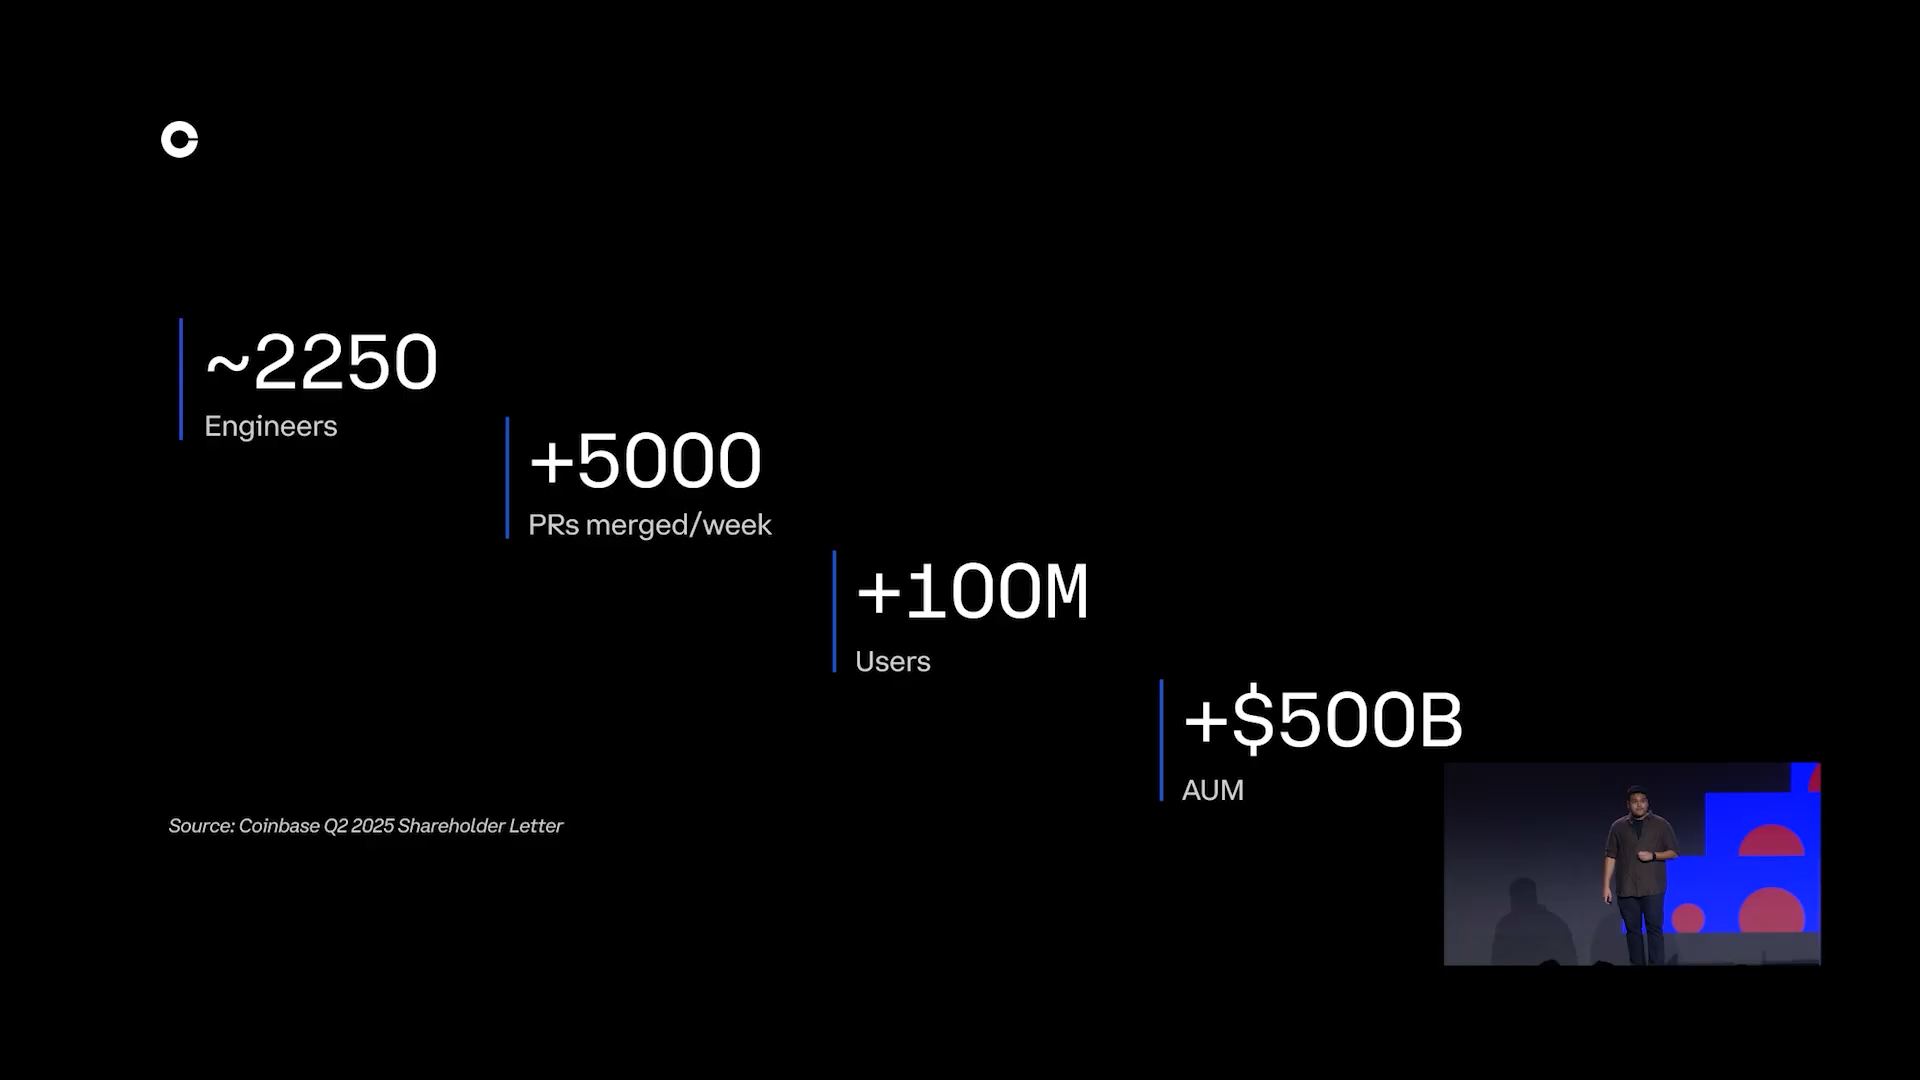 ~2250
Engineers
+5000
PRs merged/week
+100M
Users
+$500B
AUM
Source: Coinbase Q2 2025 Shareholder Letter